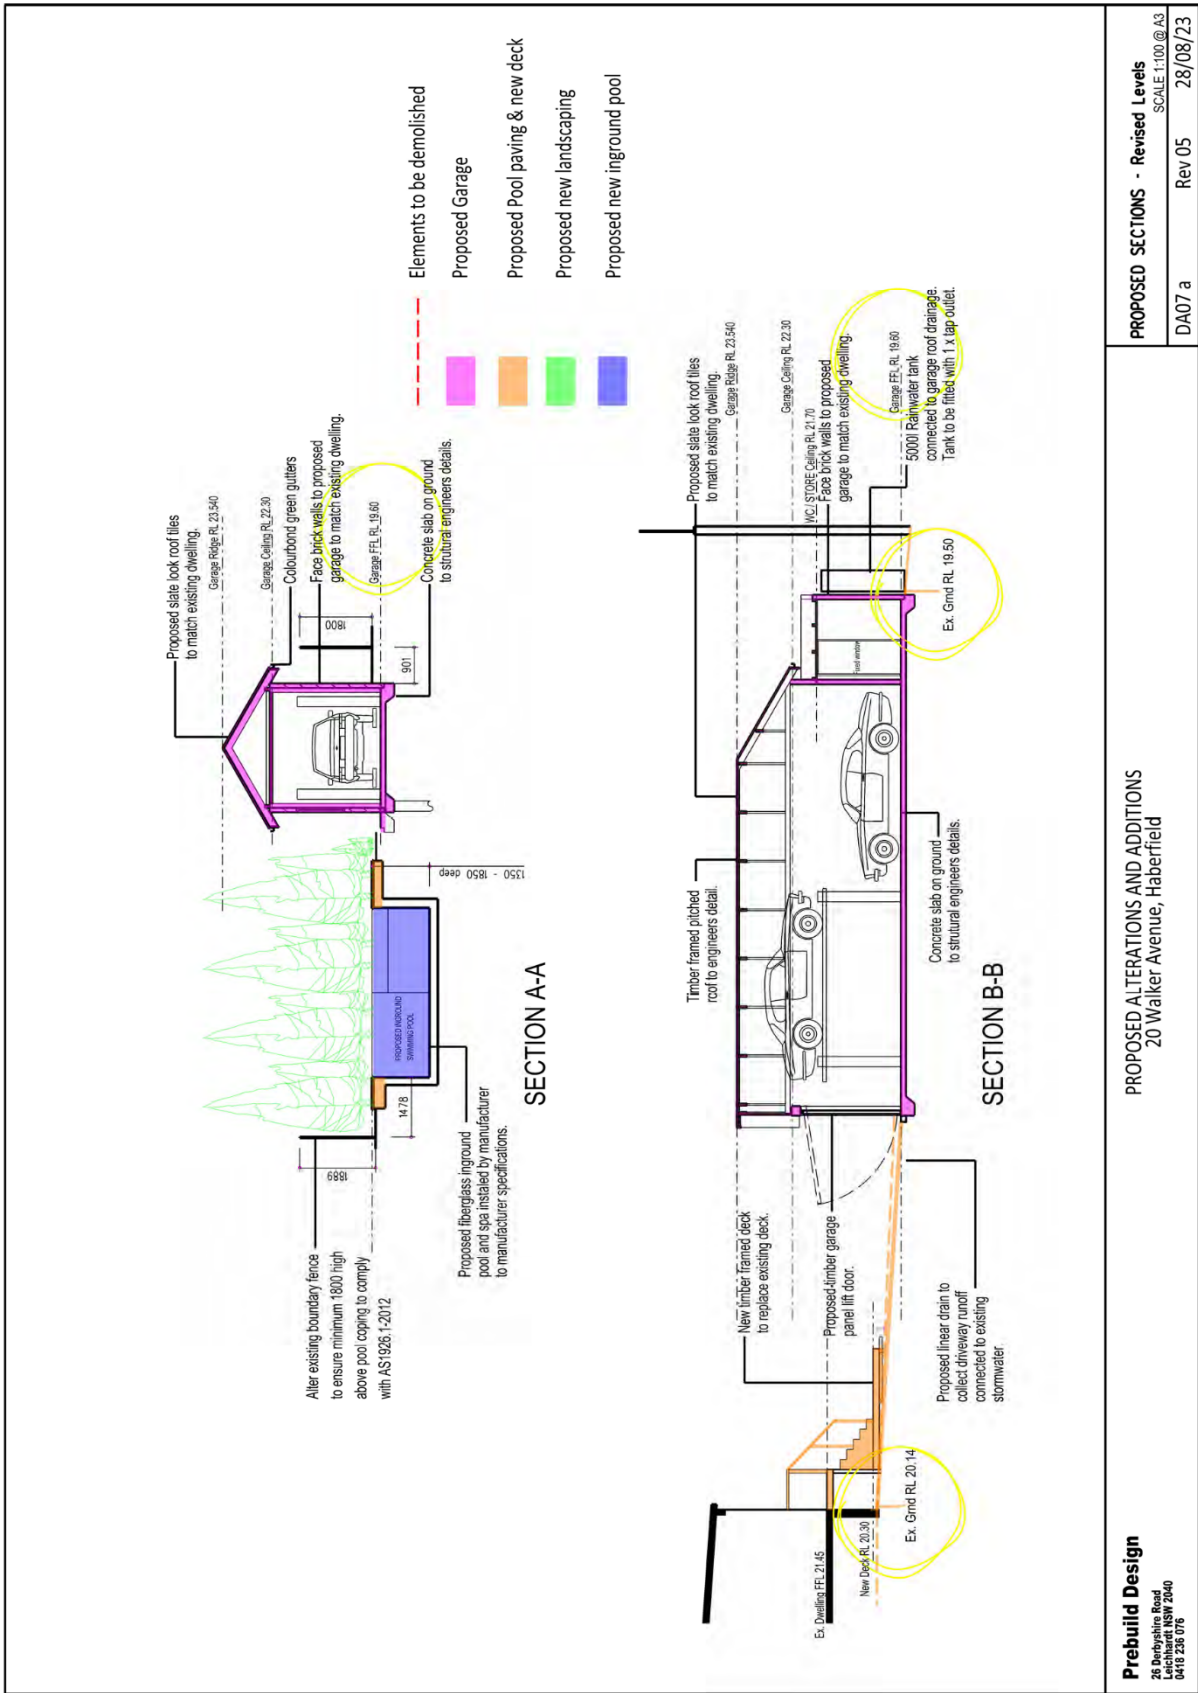 Proposed slate look roof tiles
to match existing dwelling.
Garage Ridge RL 23.540
Garage Ceiling RL 22.30
Colourbond green gutters
Face brick walls to proposed
garage to match existing dwelling.
Garage FFL RL 19.60
Concrete slab on ground
to strutural engineers details.
1800
901
1350 - 1850 deep
PROPOSED INGROUND
SWIMMING POOL
1478
1889
Alter existing boundary fence
to ensure minimum 1800 high
above pool coping to comply
with AS1926.1-2012
Proposed fiberglass inground
pool and spa instaled by manufacturer
to manufacturer specifications.
SECTION A-A
Elements to be demolished
Proposed Garage
Proposed Pool paving & new deck
Proposed new landscaping
Proposed new inground pool
Proposed slate look roof tiles
to match existing dwelling.
Garage Ridge RL 23.540
Timber framed pitched
roof to engineers detail.
Garage Ceiling RL 22.30
WC / STORE Ceiling RL 21.70
Face brick walls to proposed
garage to match existing dwelling.
Garage FFL RL 19.60
5000l Rainwater tank
connected to garage roof drainage.
Tank to be fitted with 1 x tap outlet.
Fixed window
Ex. Grnd RL 19.50
Concrete slab on ground
to strutural engineers details.
New timber framed deck
to replace existing deck.
Proposed timber garage
panel lift door.
Proposed linear drain to
collect driveway runoff
connected to existing
stormwater.
Ex. Dwelling FFL 21.45
New Deck RL 20.30
Ex. Grnd RL 20.14
SECTION B-B
Prebuild Design
26 Derbyshire Road
Leichhardt NSW 2040
0418 236 076
PROPOSED ALTERATIONS AND ADDITIONS
20 Walker Avenue, Haberfield
PROPOSED SECTIONS - Revised Levels
SCALE 1:100 @ A3
DA07 a Rev 05 28/08/23